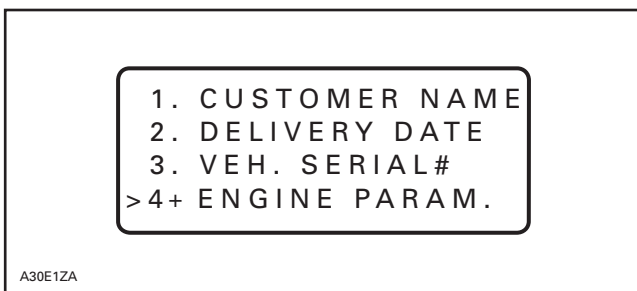 1. CUSTOMER NAME
2. DELIVERY DATE
3. VEH. SERIAL#
>4+ ENGINE PARAM.
A30E1ZA